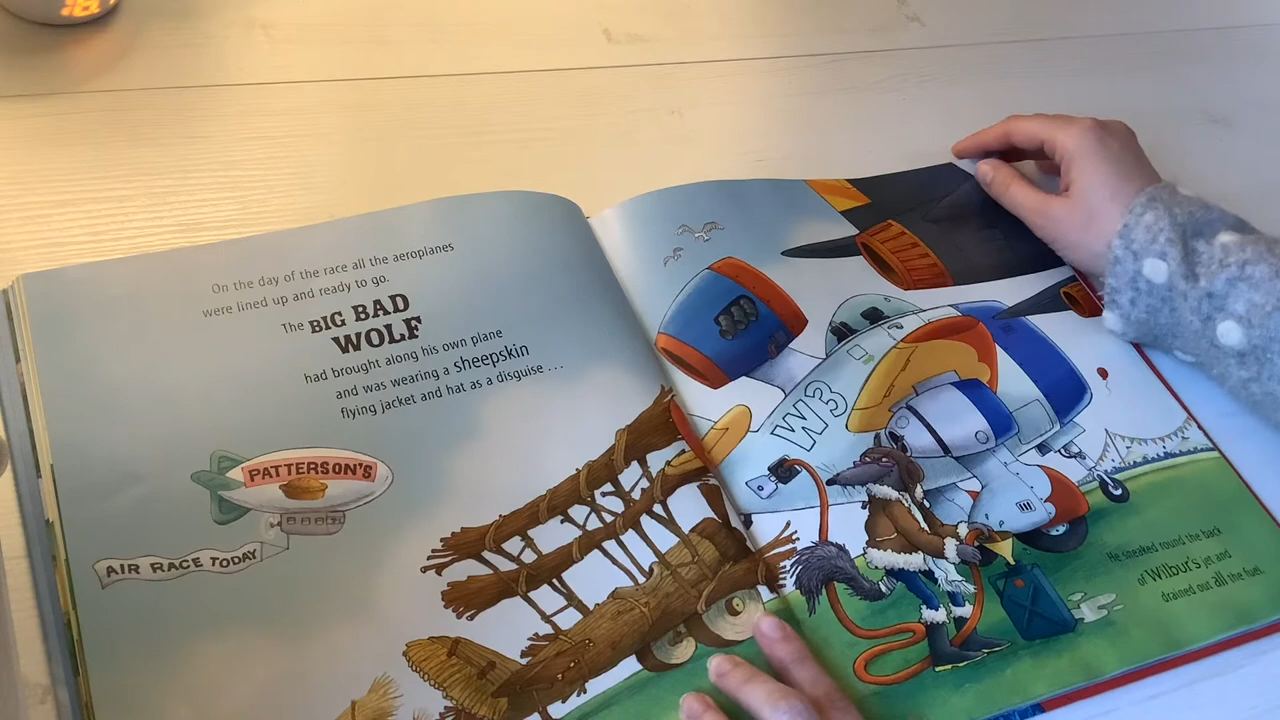 On the day of the race all the aeroplanes
were lined up and ready to go.
The BIG BAD
WOLF
had brought along his own plane
and was wearing a sheepskin
flying jacket and hat as a disguise ...
PATTERSON'S
AIR RACE TODAY
W3
He sneaked round the back
of Wilbur's jet and
drained out all the fuel.